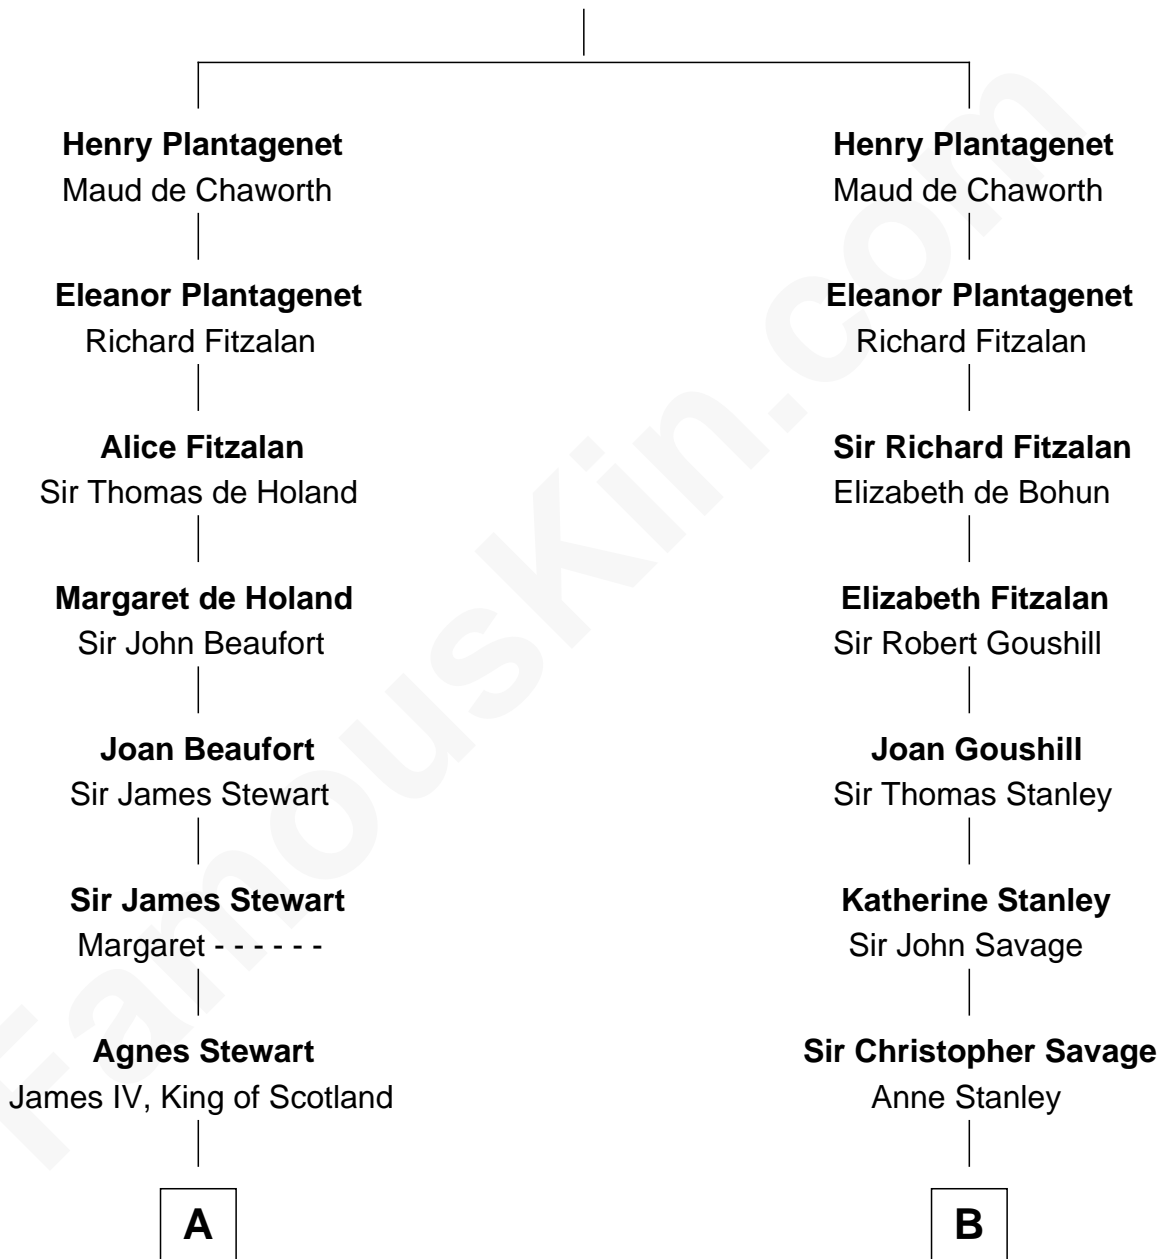 Henry Plantagenet
Maud de Chaworth
Eleanor Plantagenet
Richard Fitzalan
Alice Fitzalan
Sir Thomas de Holand
Margaret de Holand
Sir John Beaufort
Joan Beaufort
Sir James Stewart
Sir James Stewart
Margaret - - - - - -
Agnes Stewart
James IV, King of Scotland
A
Henry Plantagenet
Maud de Chaworth
Eleanor Plantagenet
Richard Fitzalan
Sir Richard Fitzalan
Elizabeth de Bohun
Elizabeth Fitzalan
Sir Robert Goushill
Joan Goushill
Sir Thomas Stanley
Katherine Stanley
Sir John Savage
Sir Christopher Savage
Anne Stanley
B
FamousKin.com